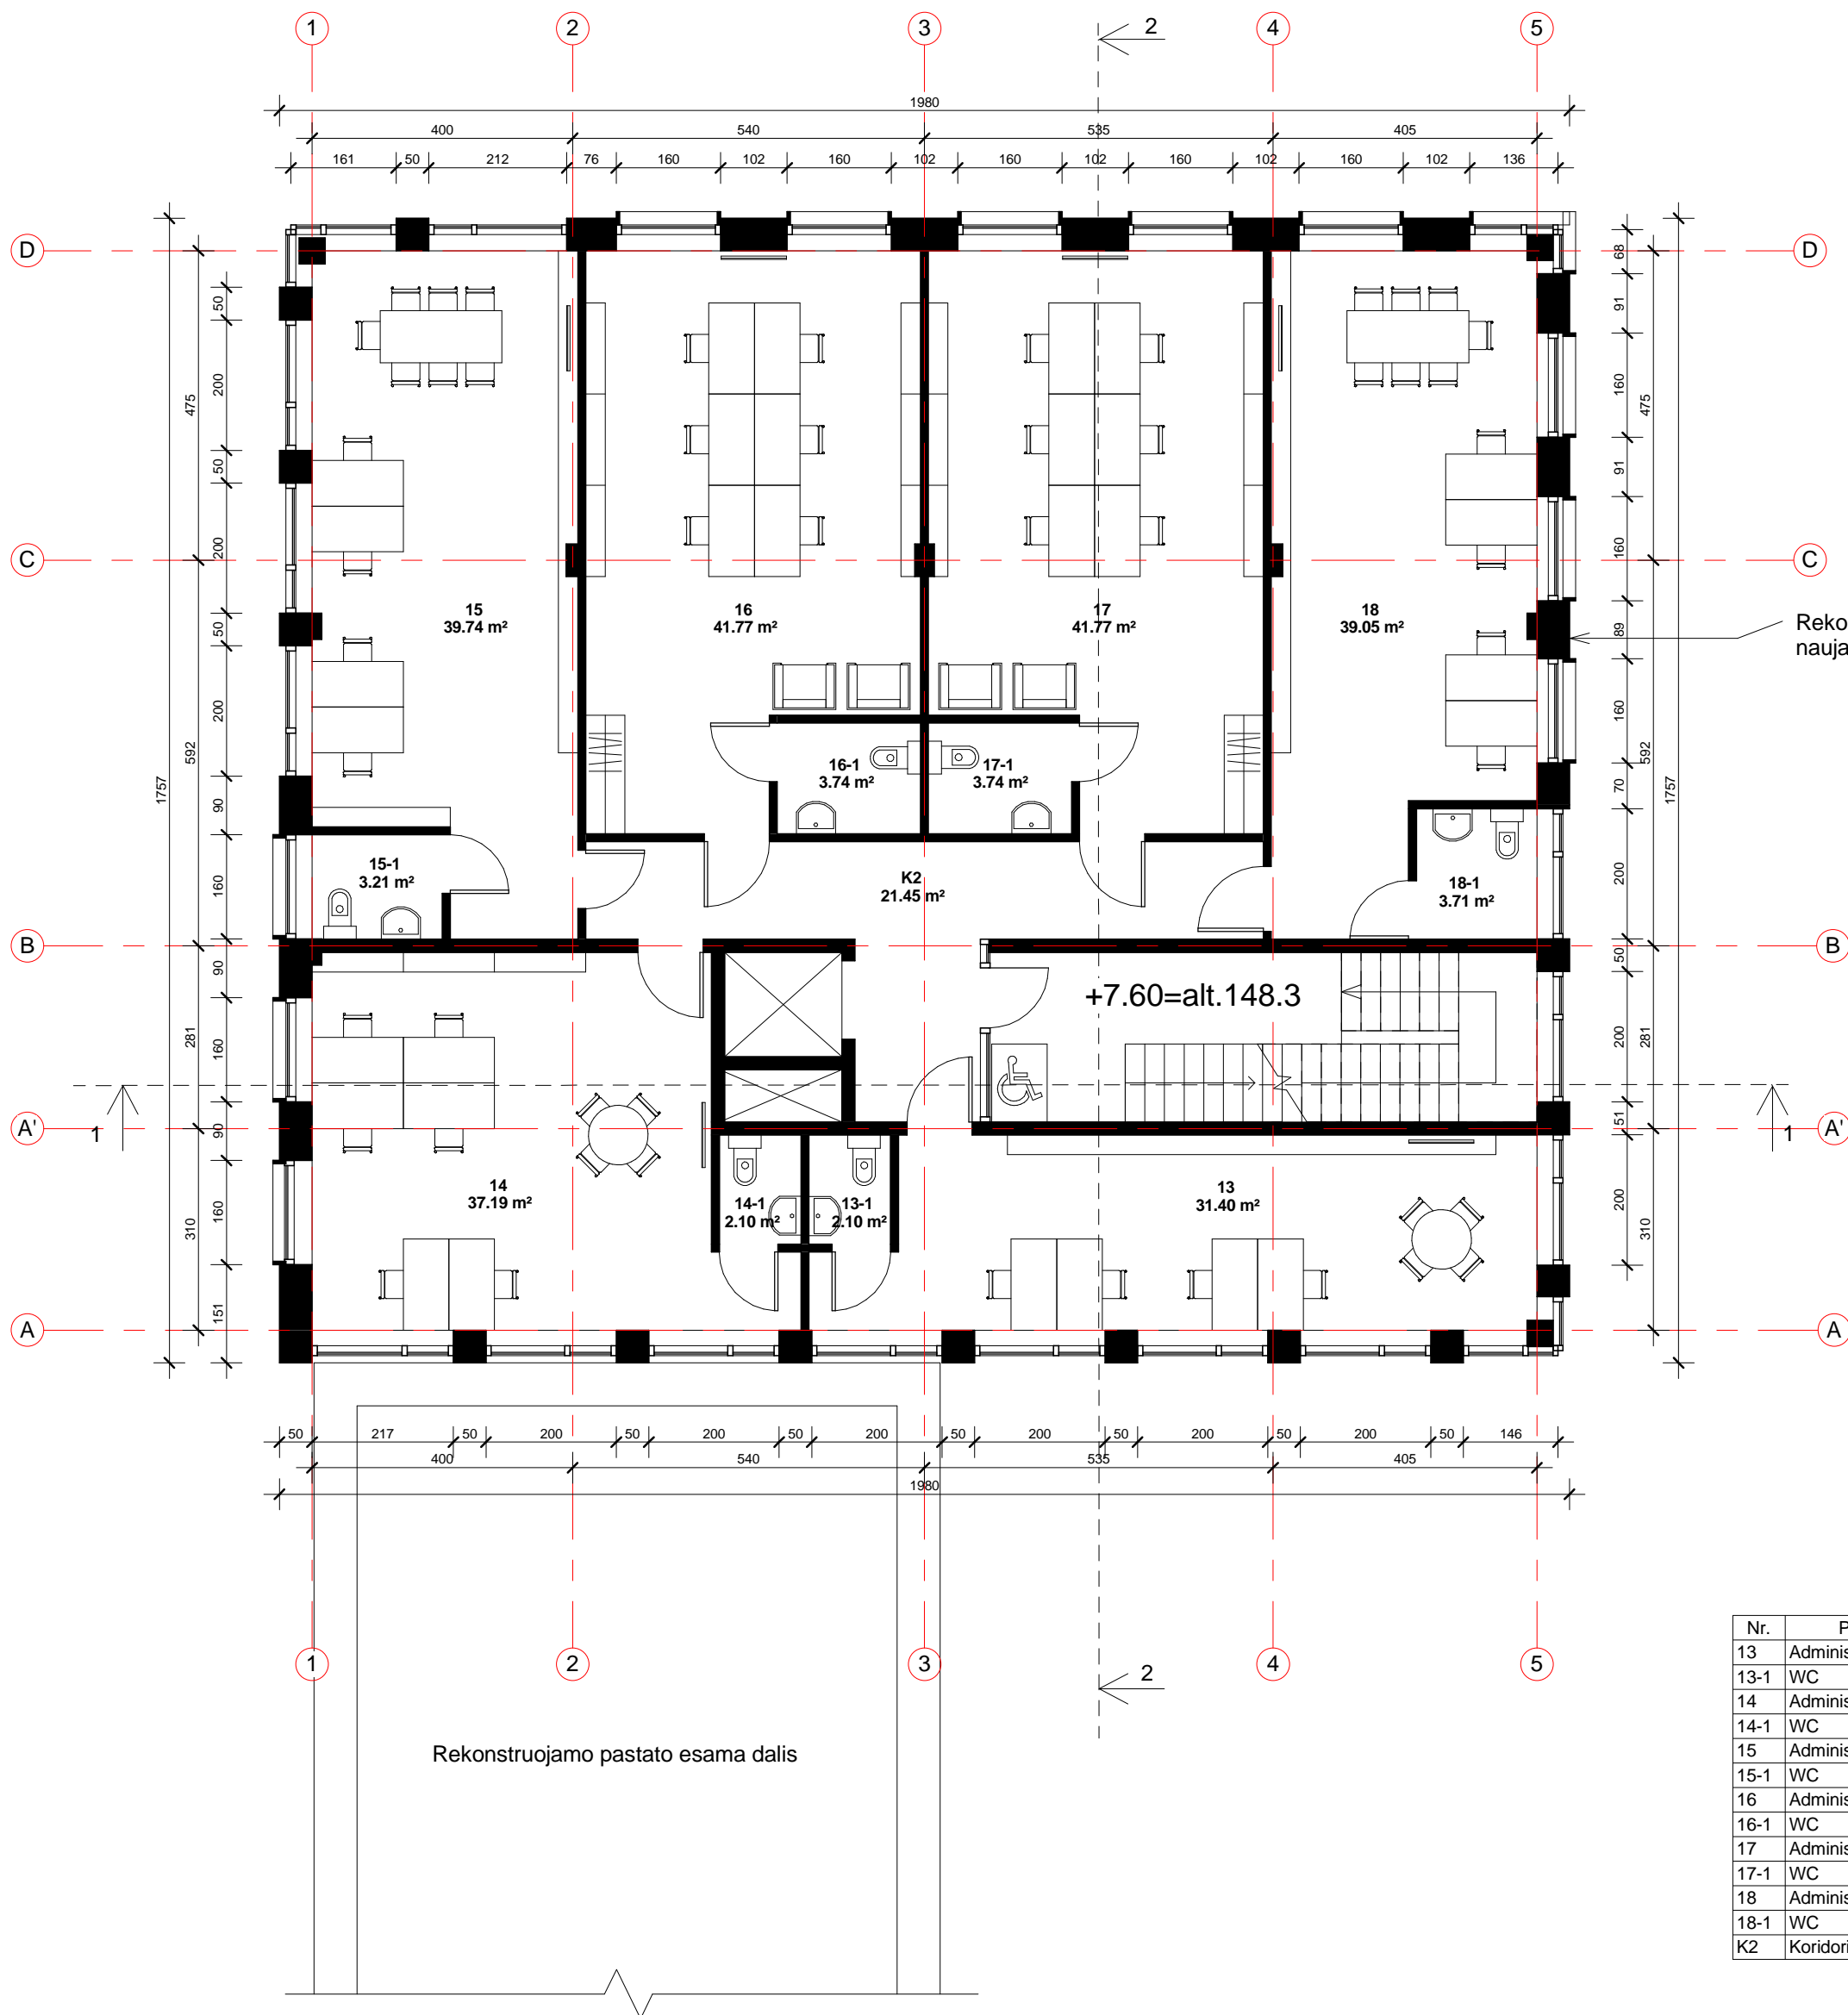 1 2 3 4 5
2
1980
400 540 535 405
161 50 212 76 160 102 160 102 160 102 160 102 160 102 136
D D
C C
B B
A' A'
A A
1757
475 592 281 310
50 200 50 200 50 200 90 160 90 160 90 160 151
68 91 160 91 160 89 160 70 200 50 200 51 200
475 592 281 310
1757
15
39.74 m²
16
41.77 m²
17
41.77 m²
18
39.05 m²
16-1
3.74 m²
17-1
3.74 m²
15-1
3.21 m²
K2
21.45 m²
18-1
3.71 m²
+7.60=alt.148.3
1 1
14
37.19 m²
14-1
2.10 m²
13-1
2.10 m²
13
31.40 m²
50 217 50 200 50 200 50 200 50 200 50 200 50 200 50 146
400 540 535 405
1980
1 2 3 4 5
2
Rekonstruojamo pastato esama dalis
Nr. P
13
13-1 WC
14
14-1 WC
15
15-1 WC
16
16-1 WC
17
17-1 WC
18
18-1 WC
K2